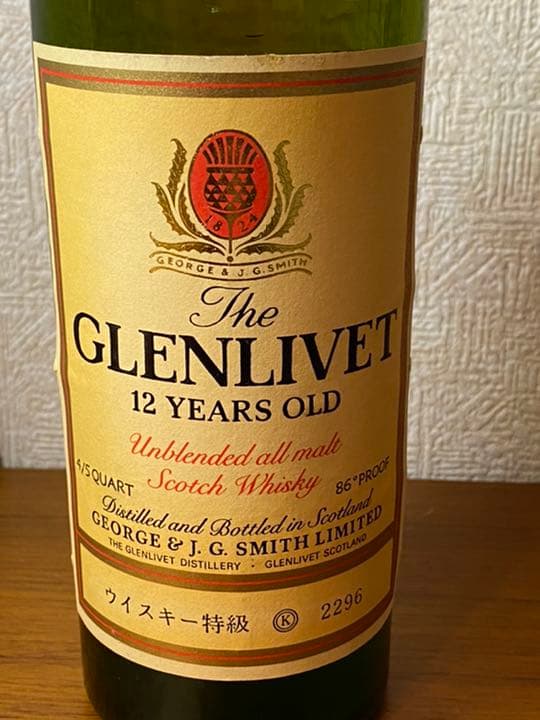 1824
GEORGE & J.G. SMITH
The
GLENLIVET
12 YEARS OLD
Unblended all malt
Scotch Whisky
4/5 QUART
86° PROOF
Distilled and Bottled in Scotland
GEORGE & J. G. SMITH LIMITED
THE GLENLIVET DISTILLERY : GLENLIVET SCOTLAND
ウイスキー特級 Ⓚ 2296